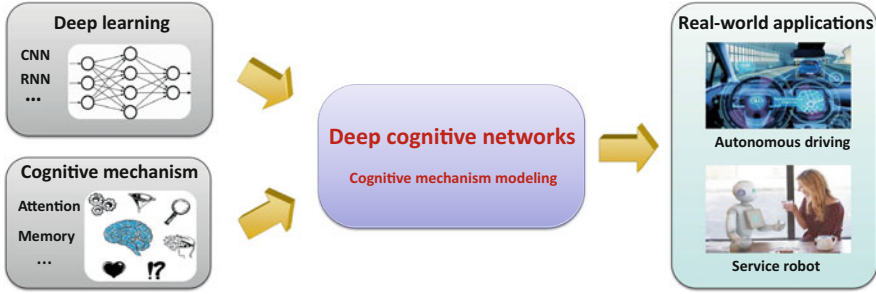 Deep learning
CNN
RNN
...
Cognitive mechanism
Attention
Memory
...
!?
Deep cognitive networks
Cognitive mechanism modeling
Real-world applications
Autonomous driving
Service robot